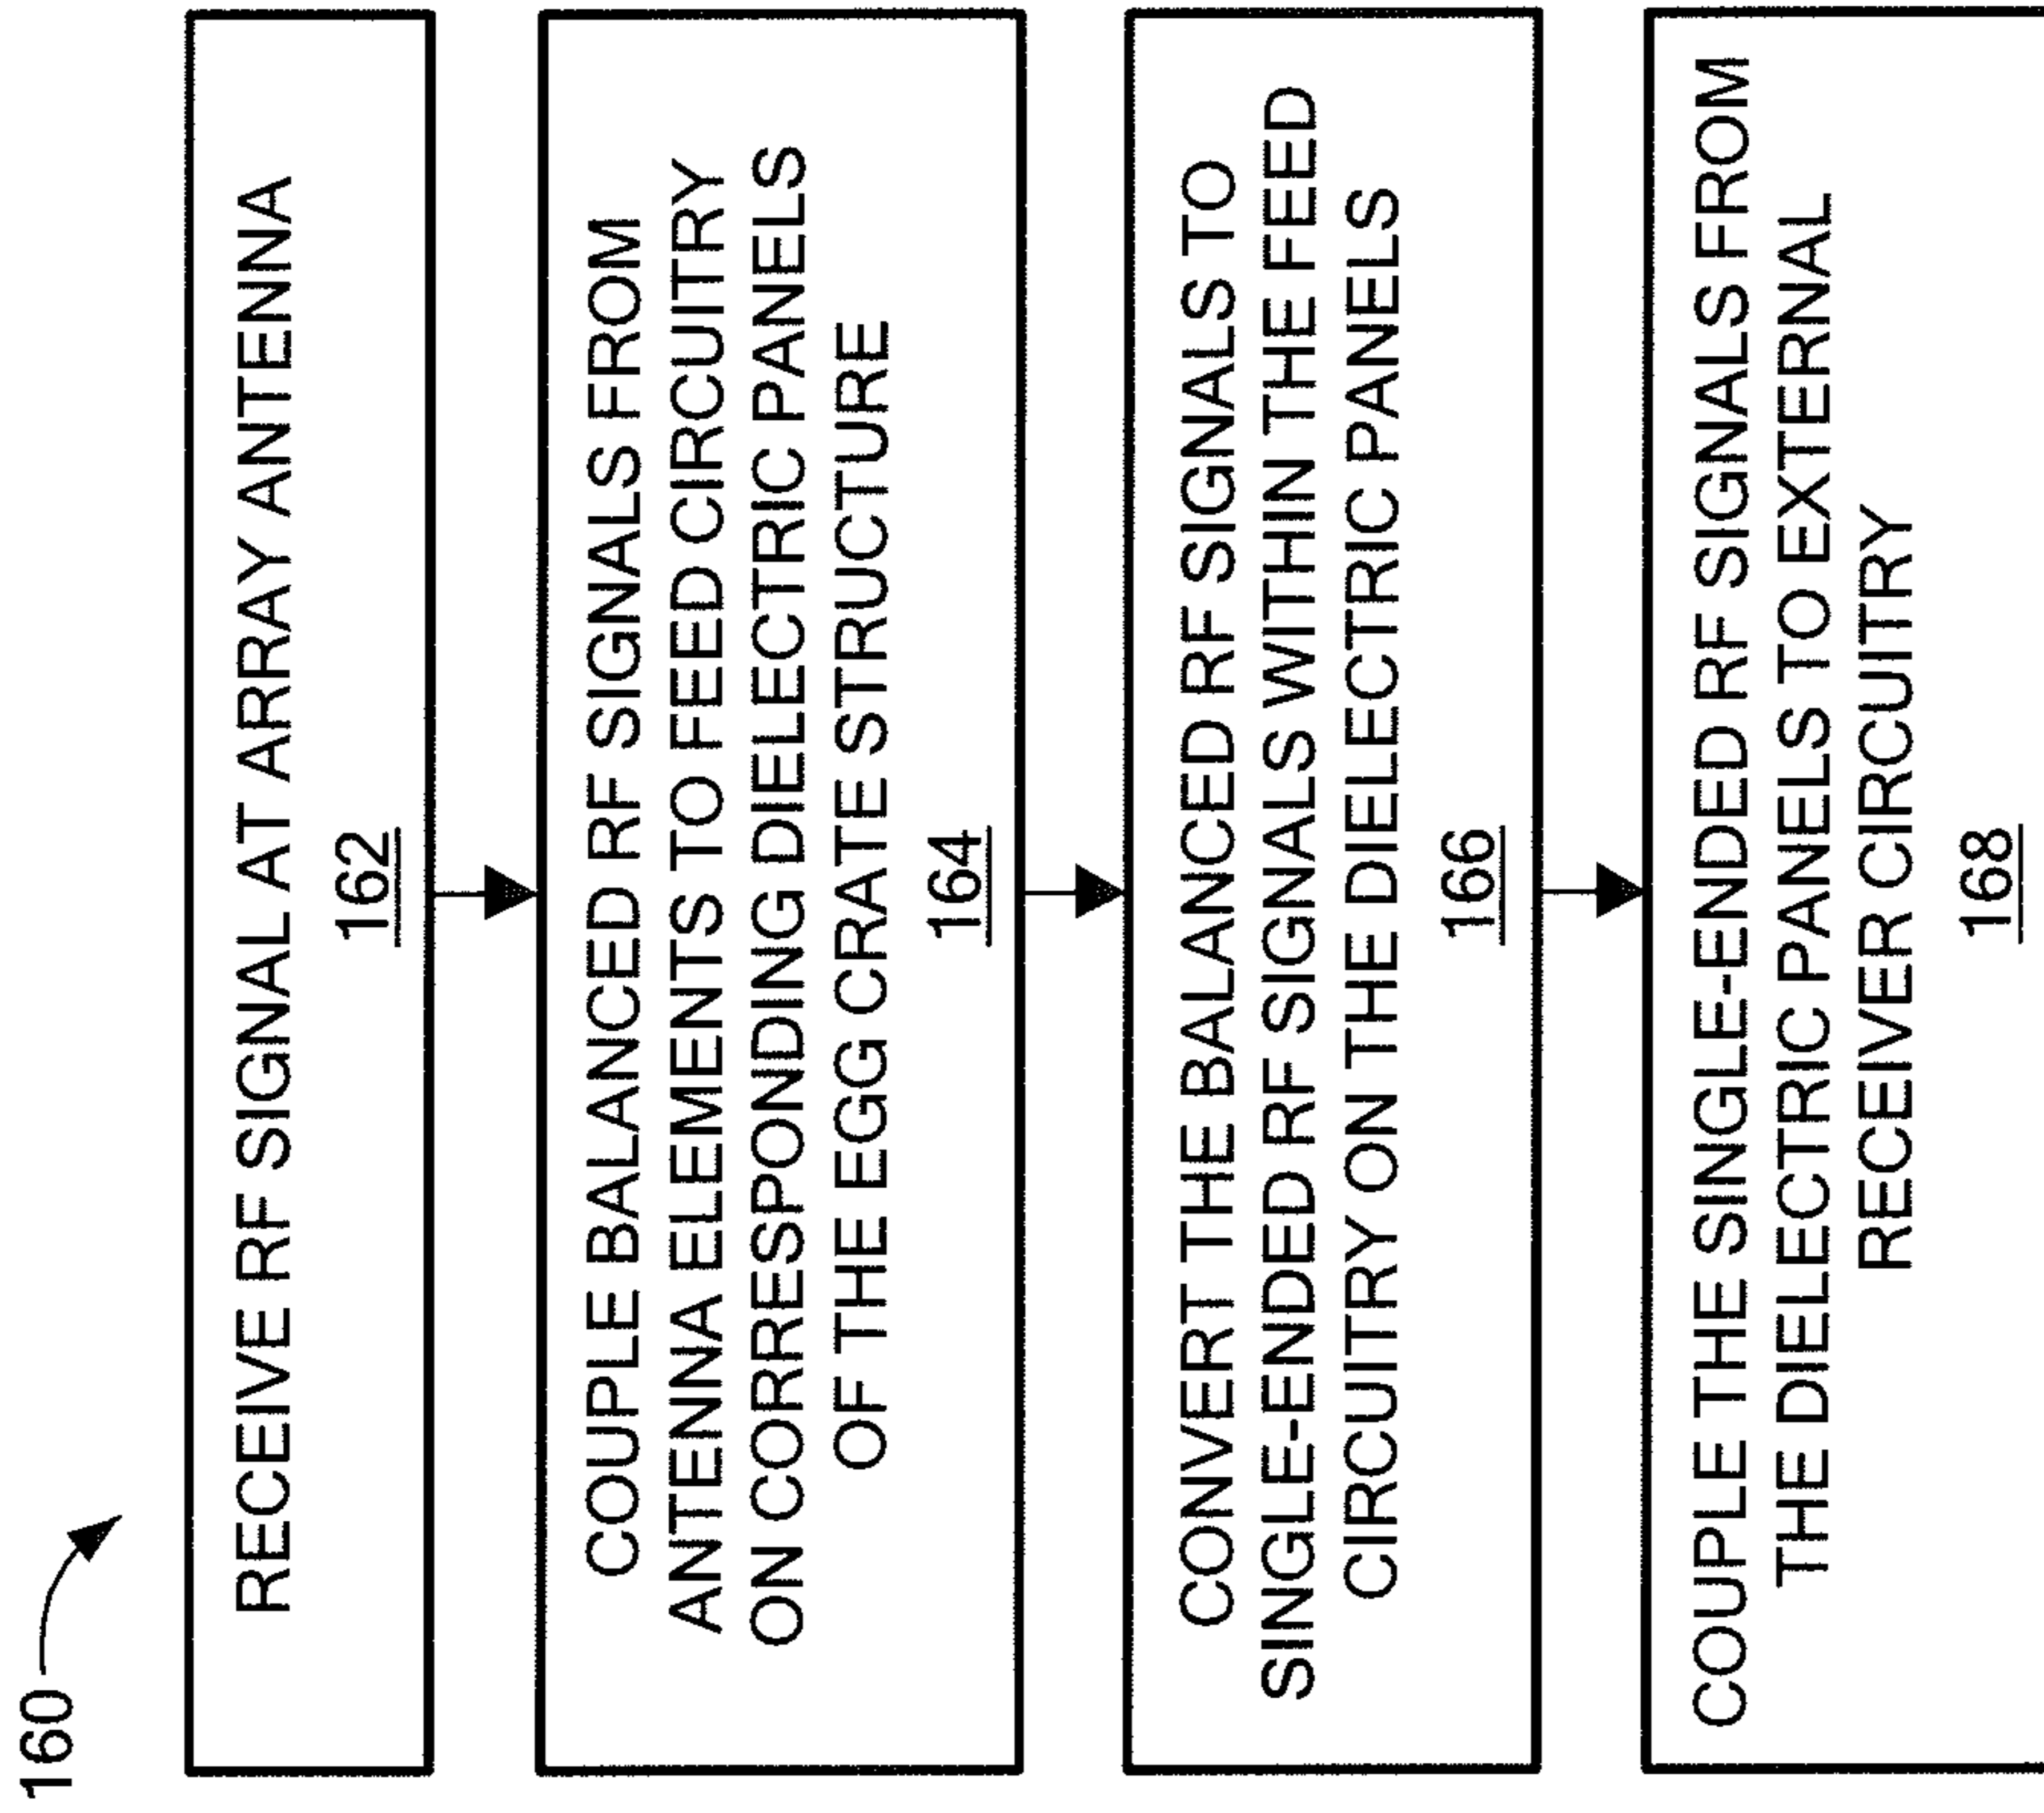 160
RECEIVE RF SIGNAL AT ARRAY ANTENNA
162
COUPLE BALANCED RF SIGNALS FROM
ANTENNA ELEMENTS TO FEED CIRCUITRY
ON CORRESPONDING DIELECTRIC PANELS
OF THE EGG CRATE STRUCTURE
164
CONVERT THE BALANCED RF SIGNALS TO
SINGLE-ENDED RF SIGNALS WITHIN THE FEED
CIRCUITRY ON THE DIELECTRIC PANELS
166
COUPLE THE SINGLE-ENDED RF SIGNALS FROM
THE DIELECTRIC PANELS TO EXTERNAL
RECEIVER CIRCUITRY
168